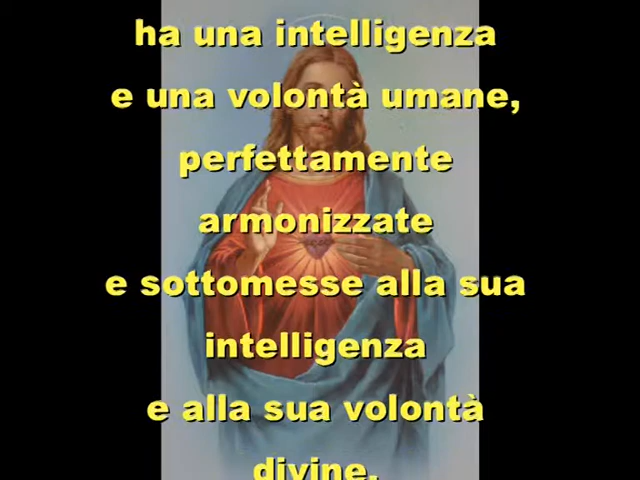 ha una intelligenza
e una volontà umane,
perfettamente
armonizzate
e sottomesse alla sua
intelligenza
e alla sua volontà
divine.